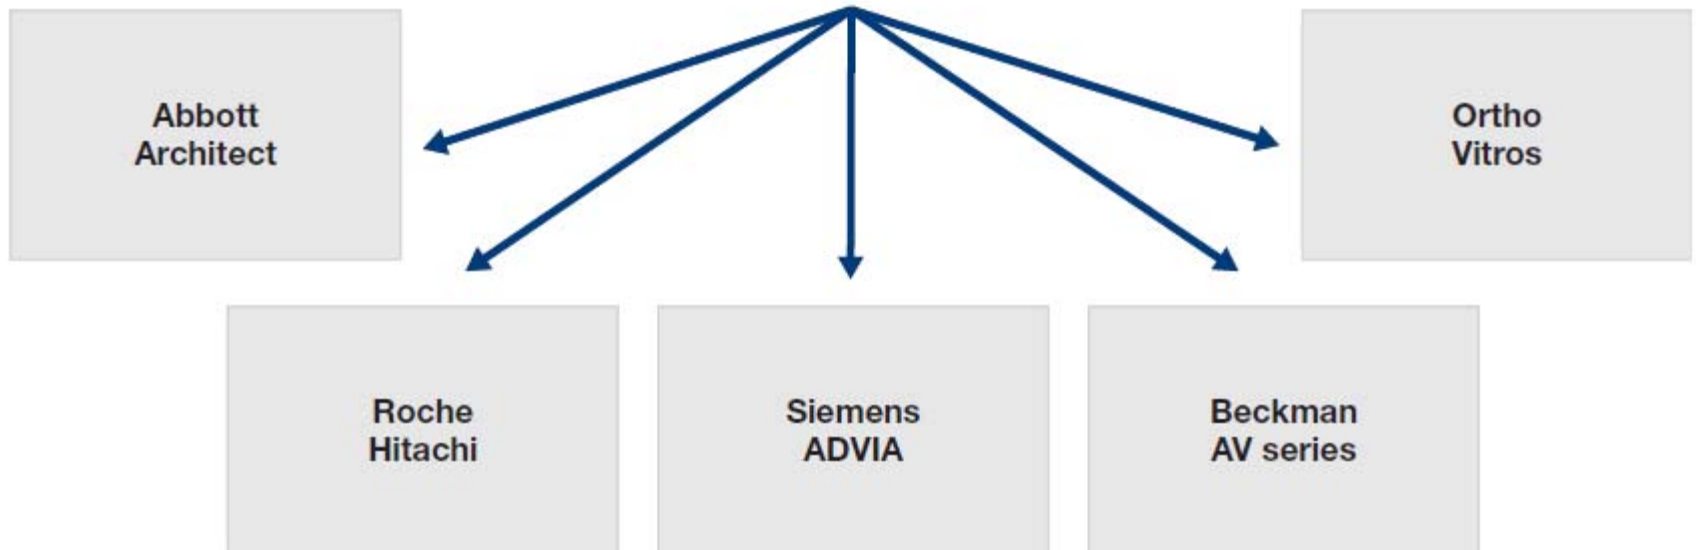 Abbott
Architect
Ortho
Vitros
Roche
Hitachi
Siemens
ADVIA
Beckman
AV series